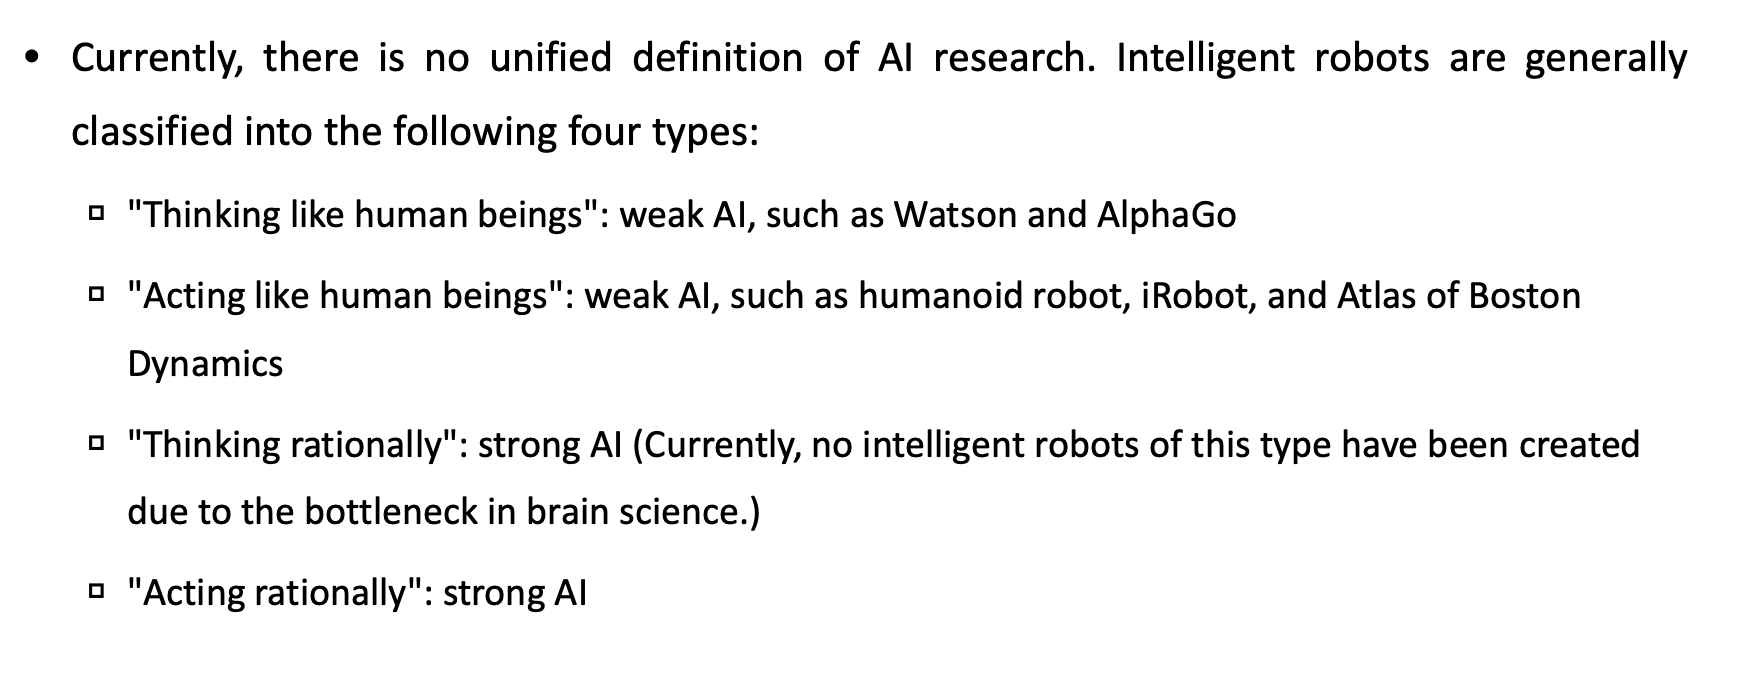 • Currently, there is no unified definition of AI research. Intelligent robots are generally
classified into the following four types:
▫ "Thinking like human beings": weak AI, such as Watson and AlphaGo
▫ "Acting like human beings": weak AI, such as humanoid robot, iRobot, and Atlas of Boston
Dynamics
▫ "Thinking rationally": strong AI (Currently, no intelligent robots of this type have been created
due to the bottleneck in brain science.)
▫ "Acting rationally": strong AI